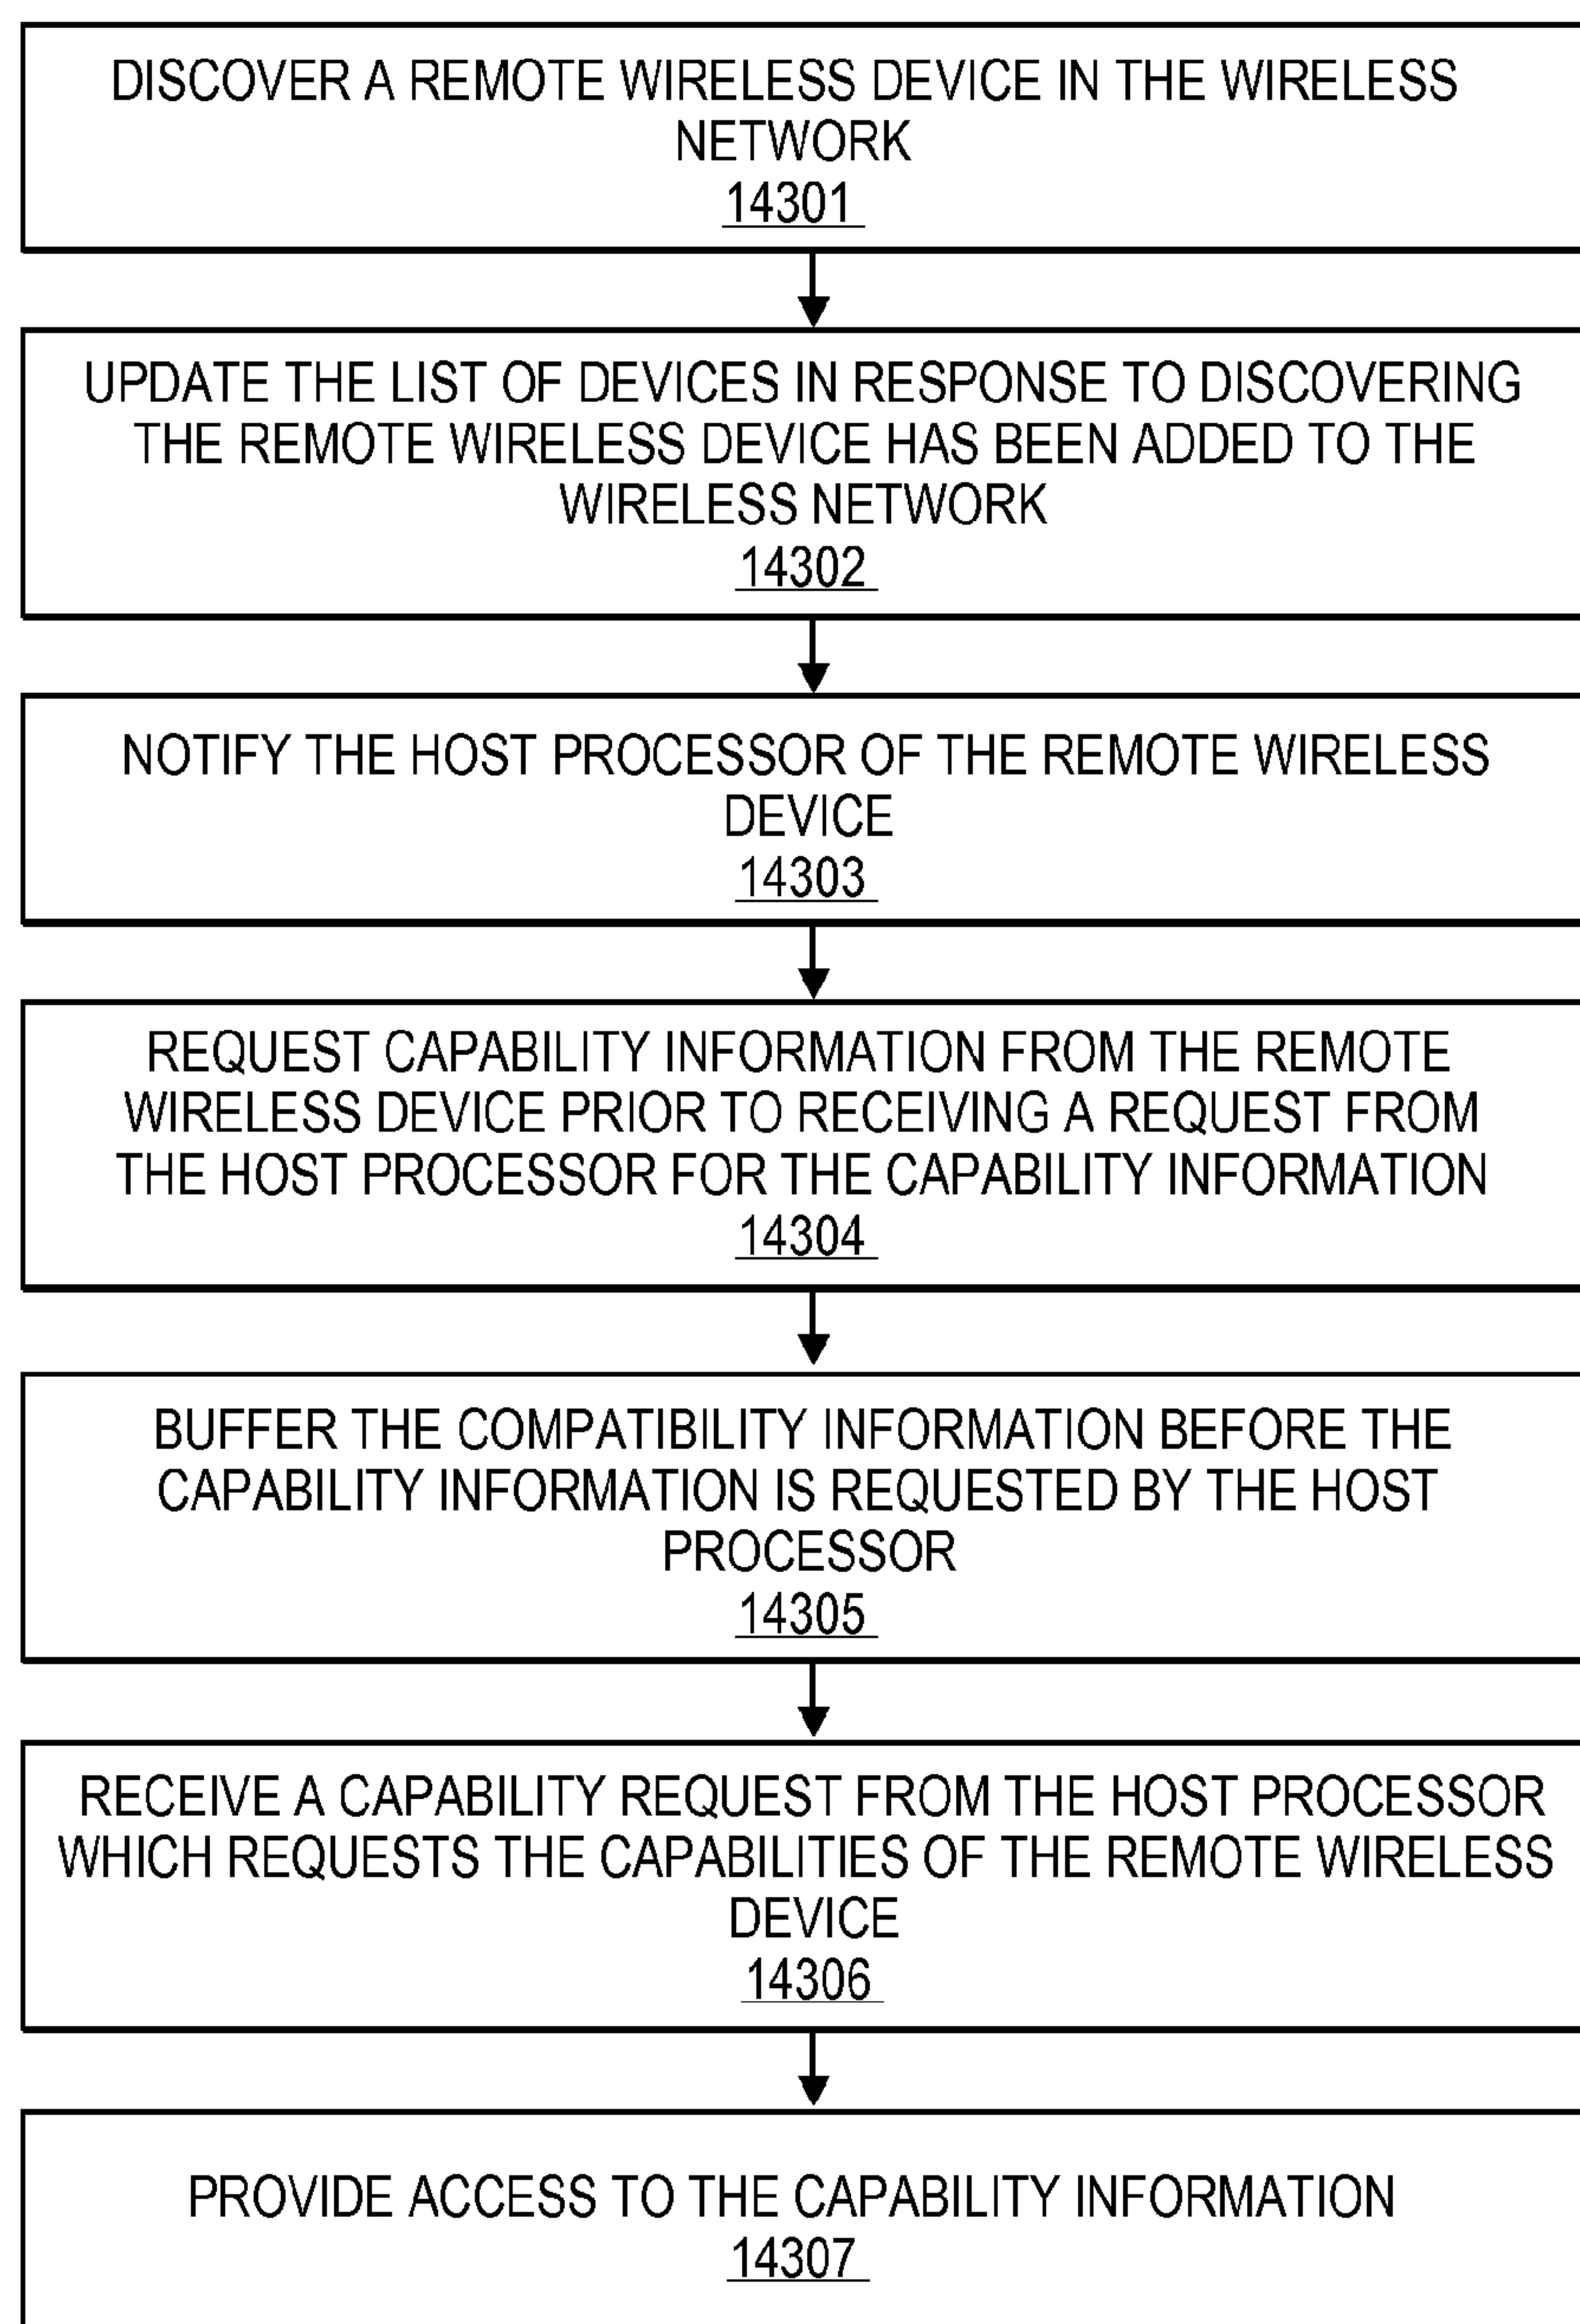 DISCOVER A REMOTE WIRELESS DEVICE IN THE WIRELESS
NETWORK
14301
UPDATE THE LIST OF DEVICES IN RESPONSE TO DISCOVERING
THE REMOTE WIRELESS DEVICE HAS BEEN ADDED TO THE
WIRELESS NETWORK
14302
NOTIFY THE HOST PROCESSOR OF THE REMOTE WIRELESS
DEVICE
14303
REQUEST CAPABILITY INFORMATION FROM THE REMOTE
WIRELESS DEVICE PRIOR TO RECEIVING A REQUEST FROM
THE HOST PROCESSOR FOR THE CAPABILITY INFORMATION
14304
BUFFER THE COMPATIBILITY INFORMATION BEFORE THE
CAPABILITY INFORMATION IS REQUESTED BY THE HOST
PROCESSOR
14305
RECEIVE A CAPABILITY REQUEST FROM THE HOST PROCESSOR
WHICH REQUESTS THE CAPABILITIES OF THE REMOTE WIRELESS
DEVICE
14306
PROVIDE ACCESS TO THE CAPABILITY INFORMATION
14307